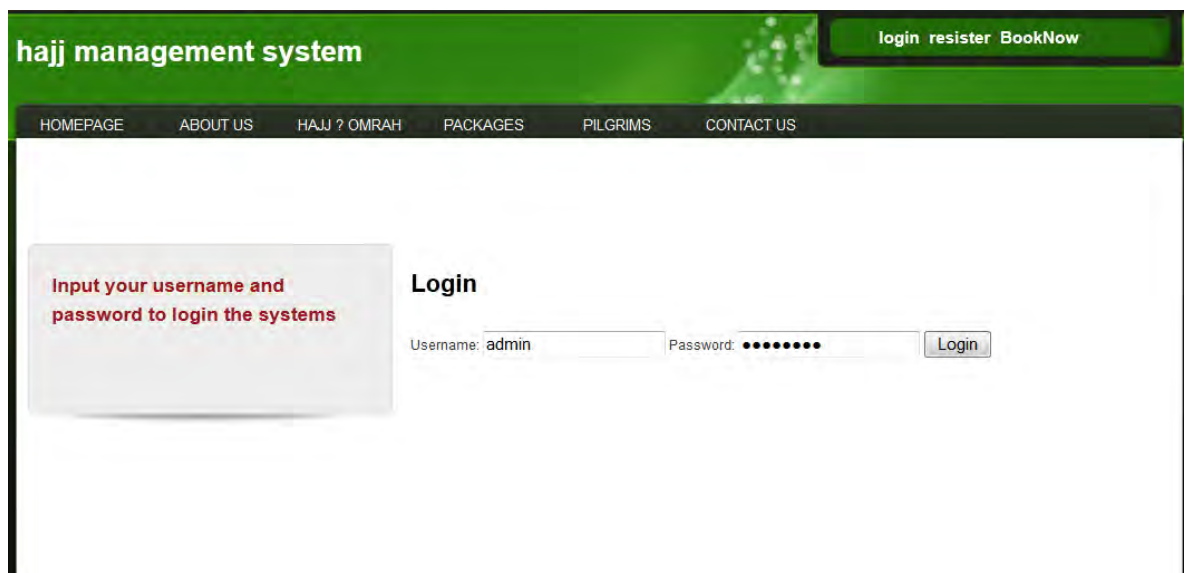 hajj management system
login resister BookNow
HOMEPAGE ABOUT US HAJJ ? OMRAH PACKAGES PILGRIMS CONTACT US
Input your username and
password to login the systems
Login
Username: admin Password: ●●●●●●●● Login